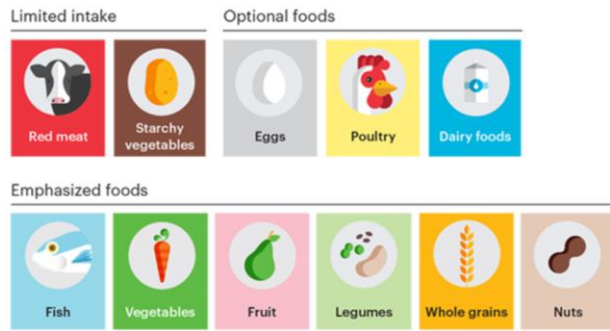 Limited intake
Optional foods
Red meat
Starchy
vegetables
Eggs
Poultry
Dairy foods
Emphasized foods
Fish
Vegetables
Fruit
Legumes
Whole grains
Nuts